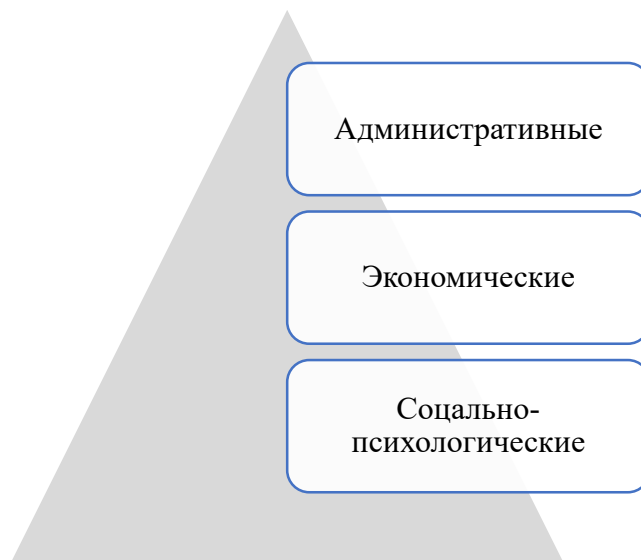 Административные
Экономические
Соцально-
психологические